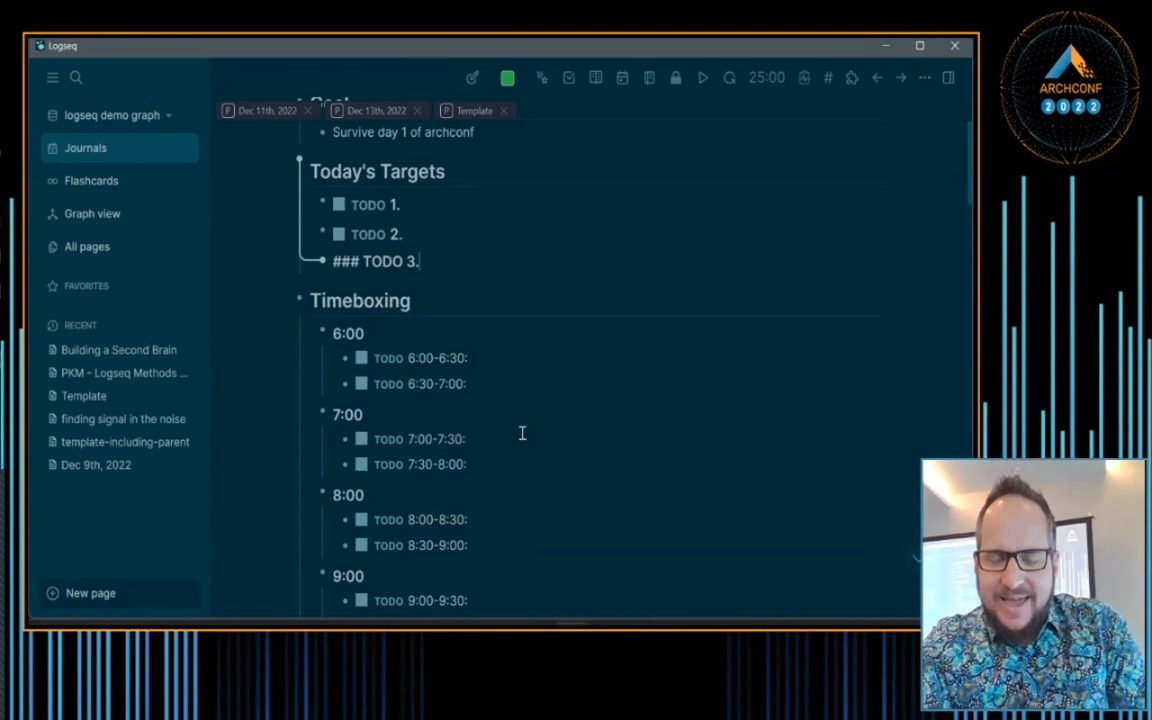 Logseq
25:00
logseq demo graph
Dec 11th, 2022
Dec 13th, 2022
Template
Journals
Survive day 1 of archconf
Flashcards
Today's Targets
Graph view
TODO 1.
TODO 2.
All pages
### TODO 3.
FAVORITES
Timeboxing
RECENT
6:00
Building a Second Brain
TODO 6:00-6:30:
PKM - Logseq Methods ...
TODO 6:30-7:00:
Template
7:00
finding signal in the noise
TODO 7:00-7:30:
template-including-parent
TODO 7:30-8:00:
Dec 9th, 2022
8:00
TODO 8:00-8:30:
TODO 8:30-9:00:
9:00
New page
TODO 9:00-9:30:
ARCHCONF
2022